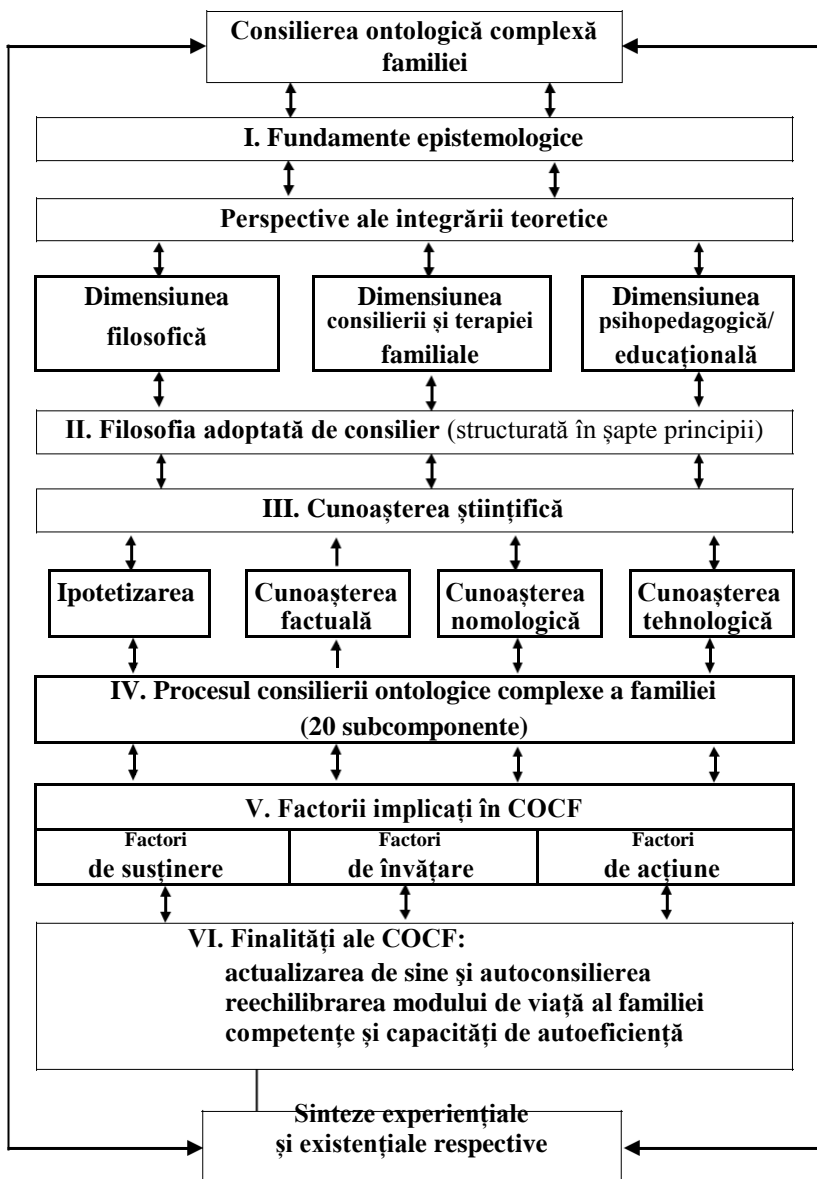 Consilierea ontologică complexă
familiei
I. Fundamente epistemologice
Perspective ale integrării teoretice
Dimensiunea
filosofică
Dimensiunea
consilierii și terapiei
familiale
Dimensiunea
psihopedagogică/
educațională
II. Filosofia adoptată de consilier (structurată în șapte principii)
III. Cunoașterea științifică
Ipotetizarea
Cunoașterea
factuală
Cunoașterea
nomologică
Cunoașterea
tehnologică
IV. Procesul consilierii ontologice complexe a familiei
(20 subcomponente)
V. Factorii implicați în COCF
Factori
de susținere
Factori
de învățare
Factori
de acțiune
VI. Finalități ale COCF:
actualizarea de sine şi autoconsilierea
reechilibrarea modului de viață al familiei
competențe și capacități de autoeficiență
Sinteze experiențiale
și existențiale respective